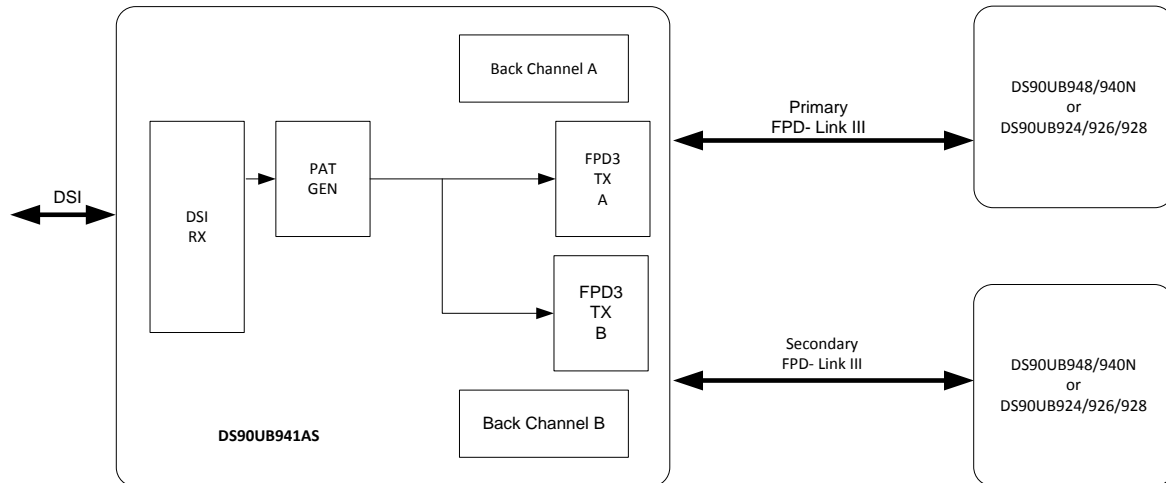 Back Channel A
DS90UB948/940N
or
DS90UB924/926/928
Primary
FPD- Link III
PAT
GEN
FPD3
TX
A
DSI
DSI
RX
FPD3
TX
B
Secondary
FPD- Link III
DS90UB948/940N
or
DS90UB924/926/928
Back Channel B
DS90UB941AS